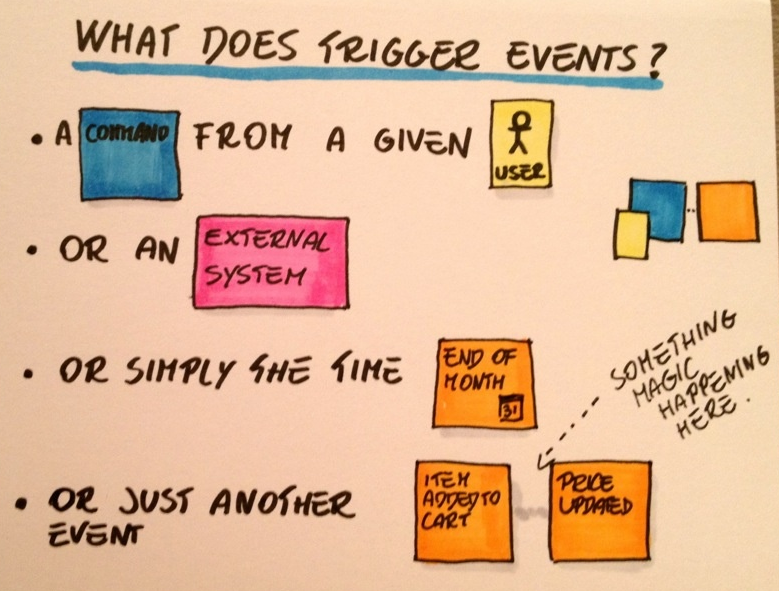 WHAT DOES TRIGGER EVENTS?
• A COMMAND FROM A GIVEN USER
• OR AN EXTERNAL
SYSTEM
• OR SIMPLY THE TIME
END OF
MONTH
31
SOMETHING
MAGIC
HAPPENING
HERE.
• OR JUST ANOTHER
EVENT
ITEM
ADDED TO
CART
PRICE
UPDATED